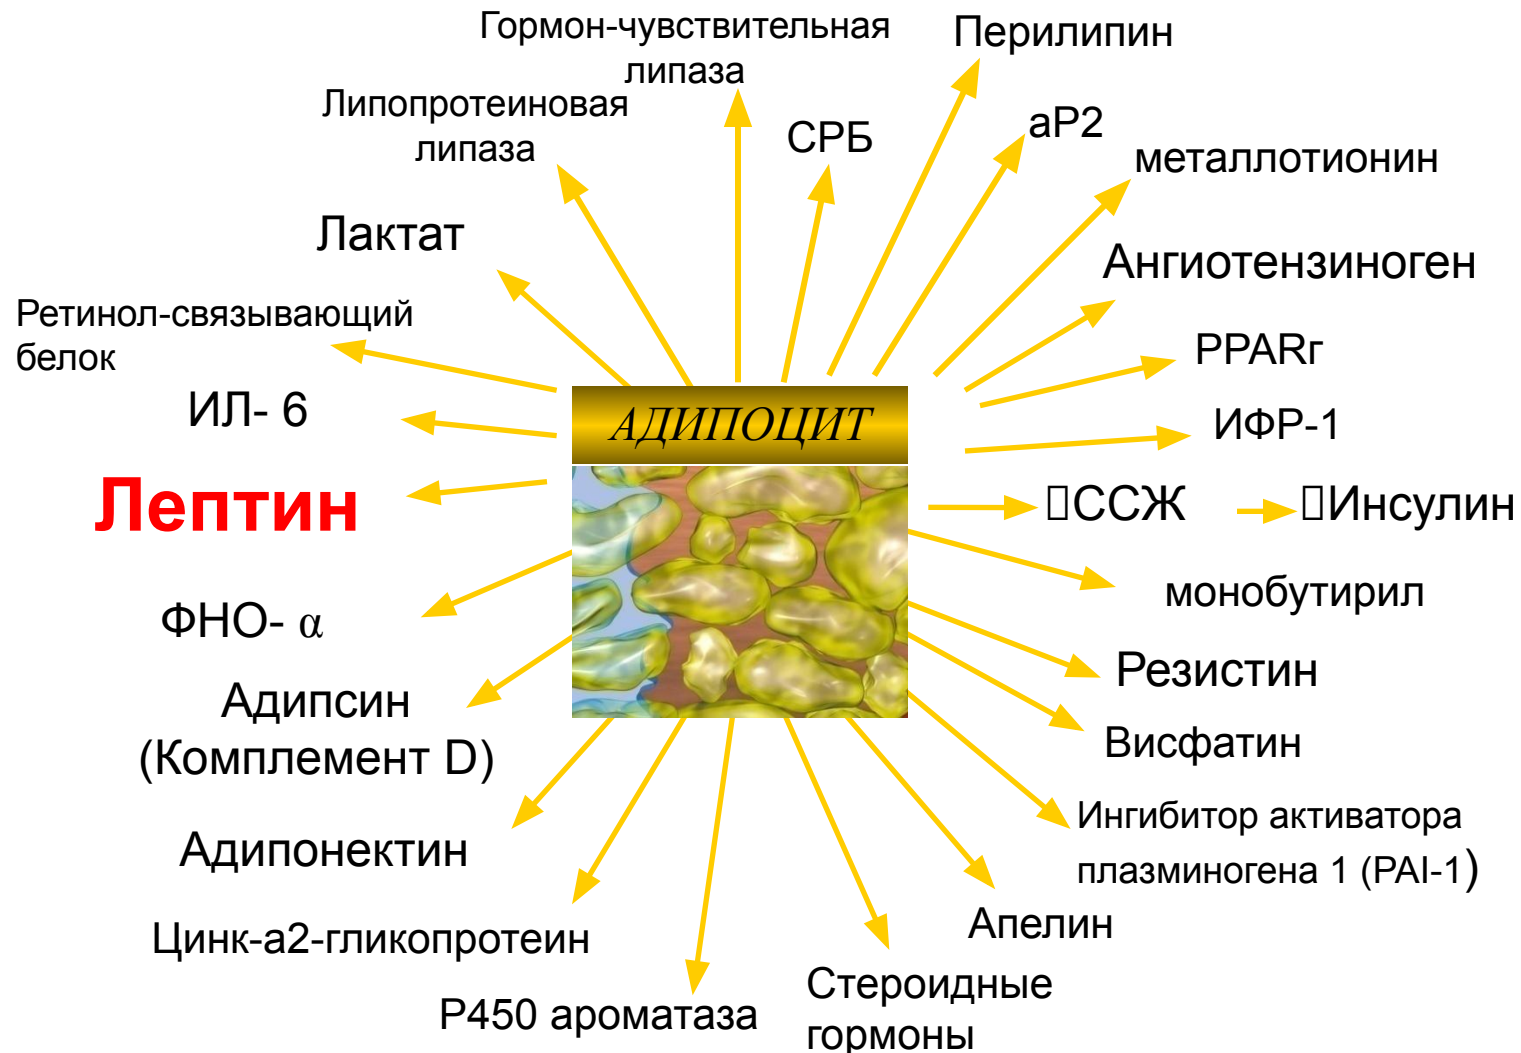 Гормон-чувствительная
липаза
Перилипин
Липопротеиновая
липаза
СРБ
аР2
металлотионин
Лактат
Ангиотензиноген
Ретинол-связывающий
белок
PPARг
ИЛ- 6
АДИПОЦИТ
ИФР-1
Лептин
▯ССЖ
▯Инсулин
монобутирил
ФНО- α
Резистин
Адипсин
(Комплемент D)
Висфатин
Ингибитор активатора
плазминогена 1 (PAI-1)
Адипонектин
Апелин
Цинк-а2-гликопротеин
Стероидные
гормоны
Р450 ароматаза